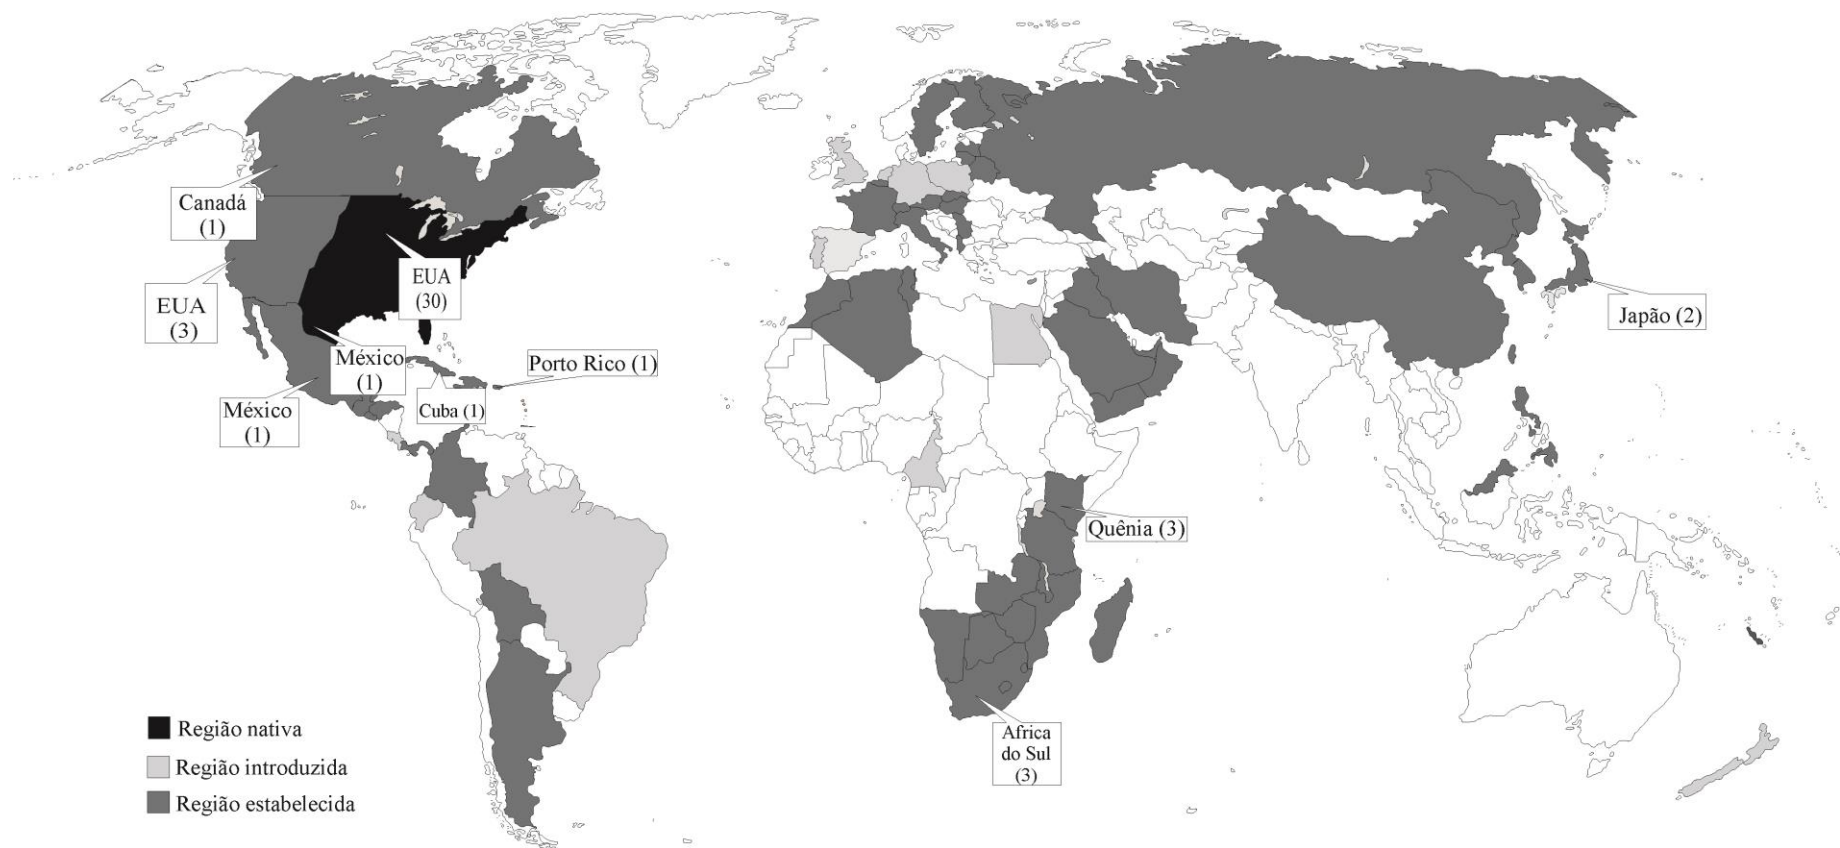 Canadá
(1)
EUA
(30)
EUA
(3)
Japão (2)
México
(1)
Porto Rico (1)
Cuba (1)
México
(1)
Quênia (3)
Africa
do Sul
(3)
Região nativa
Região introduzida
Região estabelecida